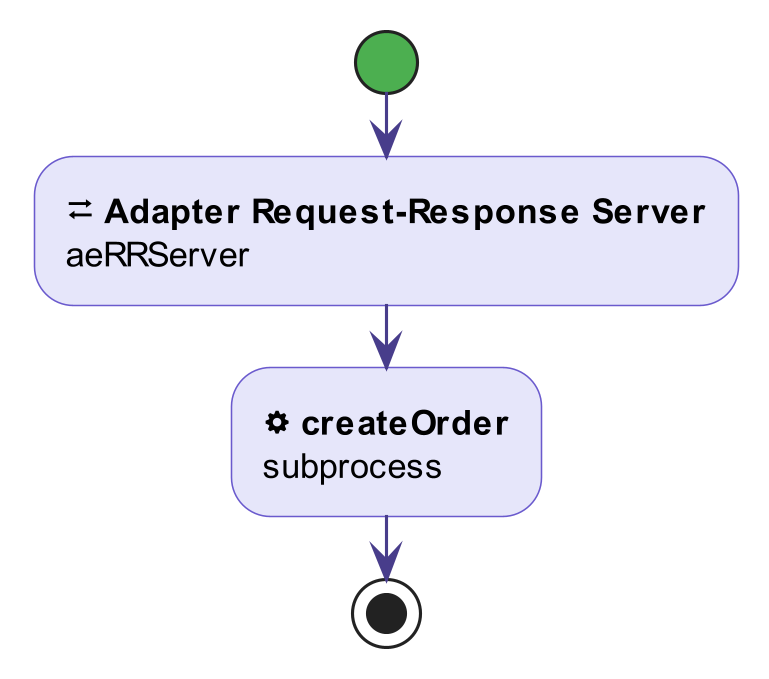 ⇄ Adapter Request-Response Server
aeRRServer
⚙ createOrder
subprocess